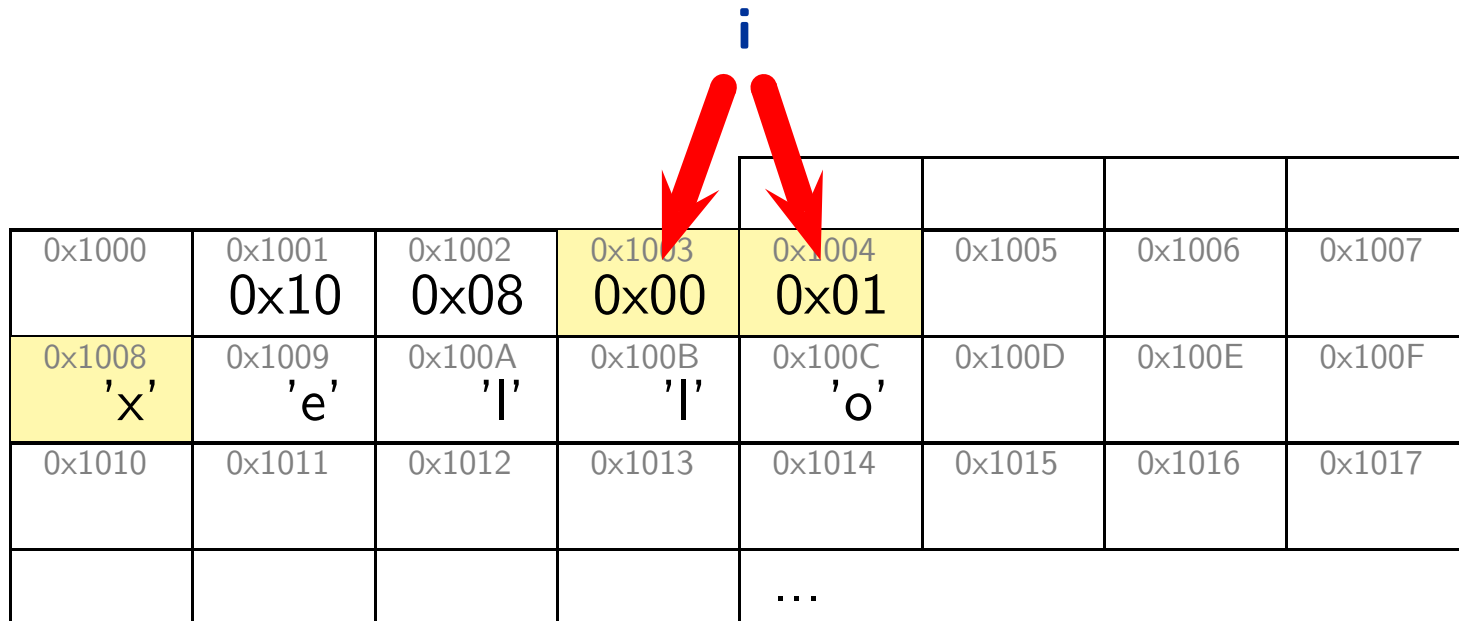 i
0x1000 0x1001 0x1002 0x1003 0x1004 0x1005 0x1006 0x1007
0x10 0x08 0x00 0x01
0x1008 0x1009 0x100A 0x100B 0x100C 0x100D 0x100E 0x100F
'x' 'e' 'l' 'l' 'o'
0x1010 0x1011 0x1012 0x1013 0x1014 0x1015 0x1016 0x1017
...